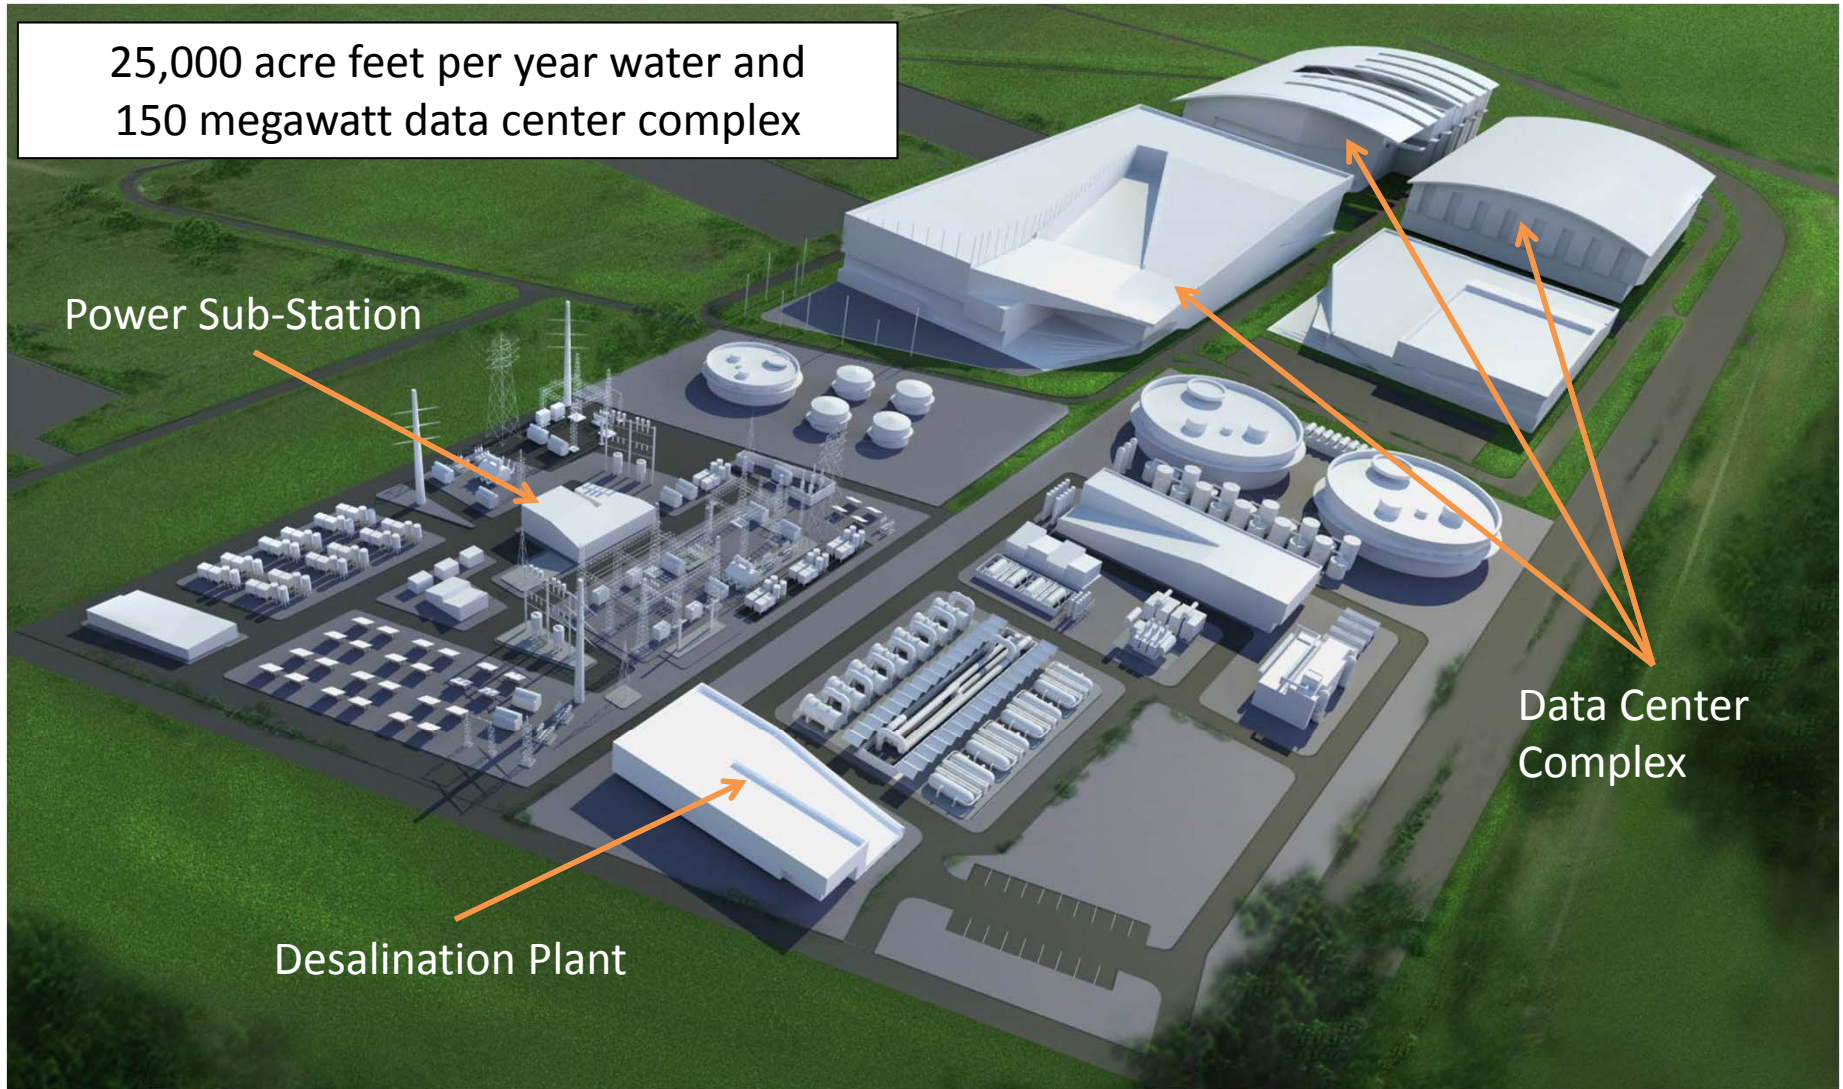 25,000 acre feet per year water and
150 megawatt data center complex
Power Sub-Station
Data Center
Complex
Desalination Plant